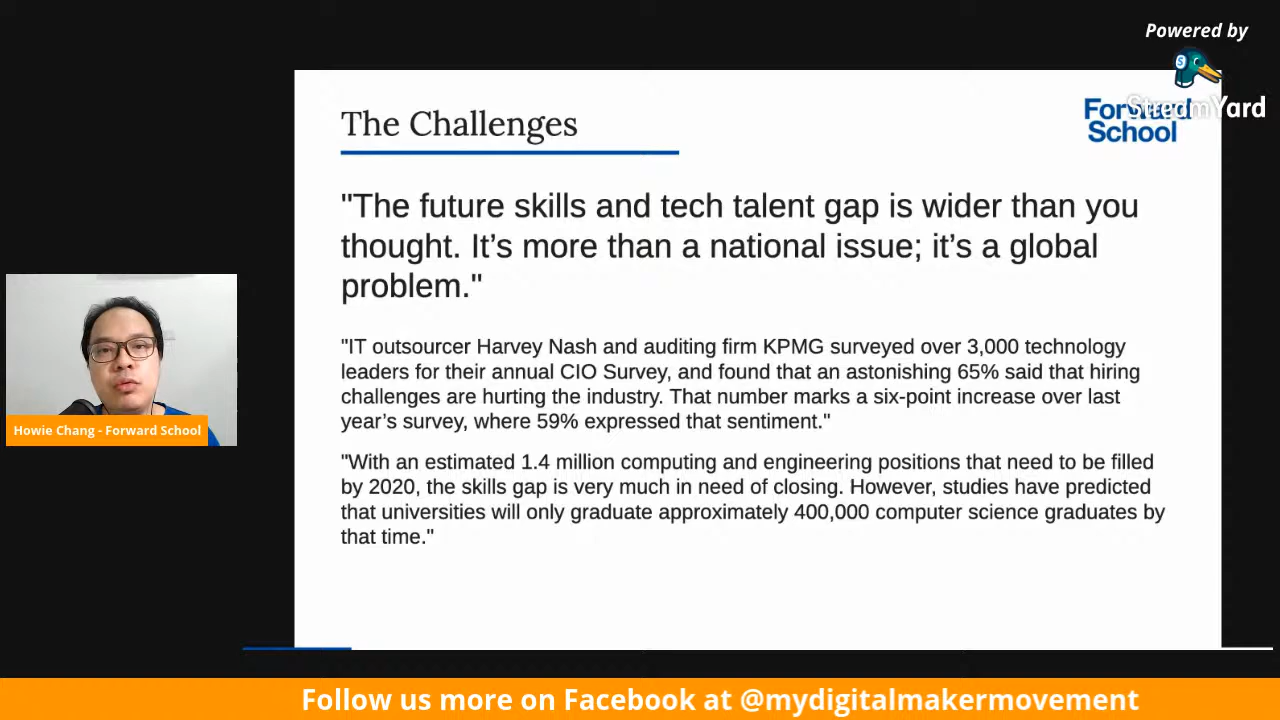 Powered by
StreamYard
The Challenges
Forward
School
"The future skills and tech talent gap is wider than you
thought. It’s more than a national issue; it’s a global
problem."
"IT outsourcer Harvey Nash and auditing firm KPMG surveyed over 3,000 technology
leaders for their annual CIO Survey, and found that an astonishing 65% said that hiring
challenges are hurting the industry. That number marks a six-point increase over last
year’s survey, where 59% expressed that sentiment."
"With an estimated 1.4 million computing and engineering positions that need to be filled
by 2020, the skills gap is very much in need of closing. However, studies have predicted
that universities will only graduate approximately 400,000 computer science graduates by
that time."
Howie Chang - Forward School
Follow us more on Facebook at @mydigitalmakermovement